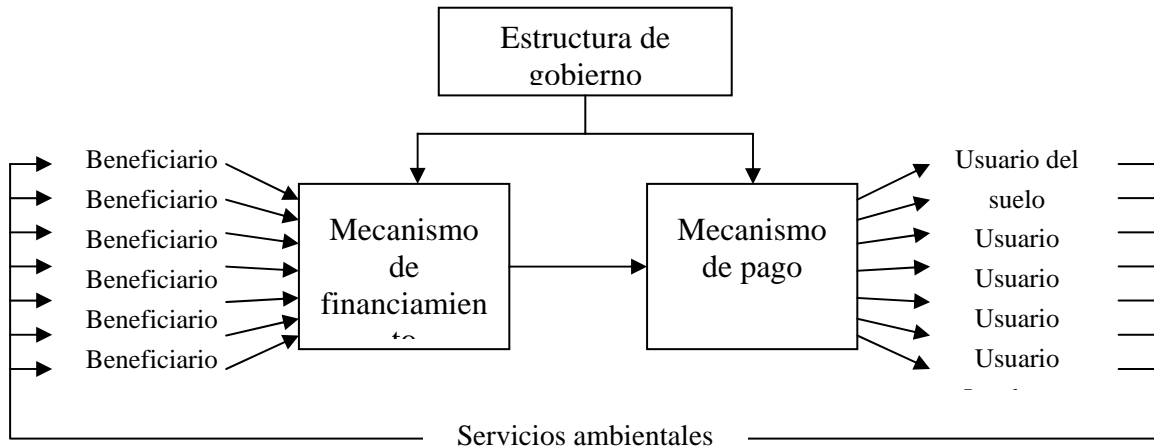 Estructura de
gobierno
Beneficiario
Beneficiario
Beneficiario
Beneficiario
Beneficiario
Beneficiario
Mecanismo
de
financiamien
to
Mecanismo
de pago
Usuario del
suelo
Usuario
Usuario
Usuario
Usuario
Servicios ambientales